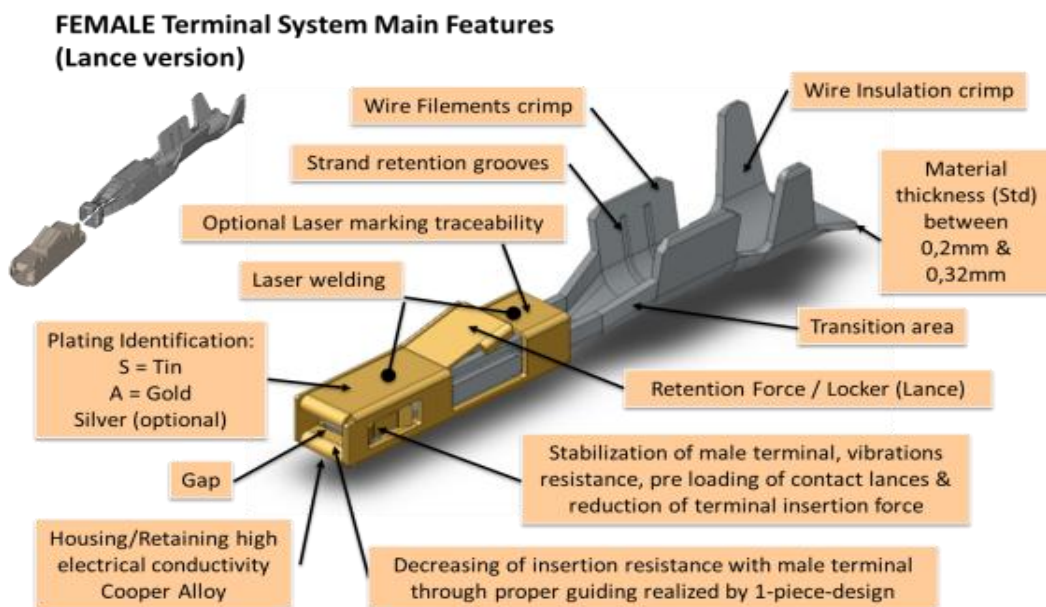 FEMALE Terminal System Main Features
(Lance version)
Wire Filements crimp
Wire Insulation crimp
Strand retention grooves
Material
thickness (Std)
between
0,2mm &
0,32mm
Optional Laser marking traceability
Laser welding
Transition area
Plating Identification:
S = Tin
A = Gold
Silver (optional)
Retention Force / Locker (Lance)
Gap
Stabilization of male terminal, vibrations
resistance, pre loading of contact lances &
reduction of terminal insertion force
Housing/Retaining high
electrical conductivity
Cooper Alloy
Decreasing of insertion resistance with male terminal
through proper guiding realized by 1-piece-design